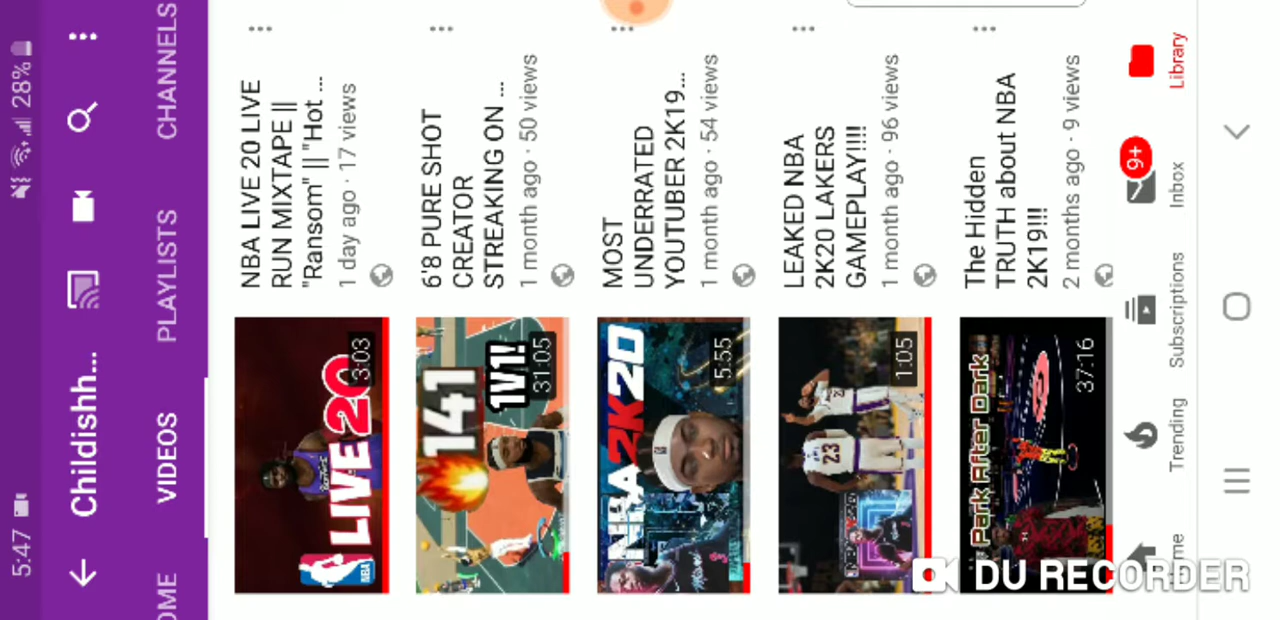 5:47 28%
Childishh...
OME VIDEOS PLAYLISTS CHANNELS
LIVE 20
NBA
3:03
NBA LIVE 20 LIVE
RUN MIXTAPE ||
"Ransom" || "Hot ...
1 day ago · 17 views
141
1V1!
31:05
6'8 PURE SHOT
CREATOR
STREAKING ON ...
1 month ago · 50 views
NBA 2K20
5:55
MOST
UNDERRATED
YOUTUBER 2K19...
1 month ago · 54 views
23
1:05
LEAKED NBA
2K20 LAKERS
GAMEPLAY!!!!
1 month ago · 96 views
Park After Dark
37:16
The Hidden
TRUTH about NBA
2K19!!!
2 months ago · 9 views
9+
Home Trending Subscriptions Inbox Library
DU RECORDER